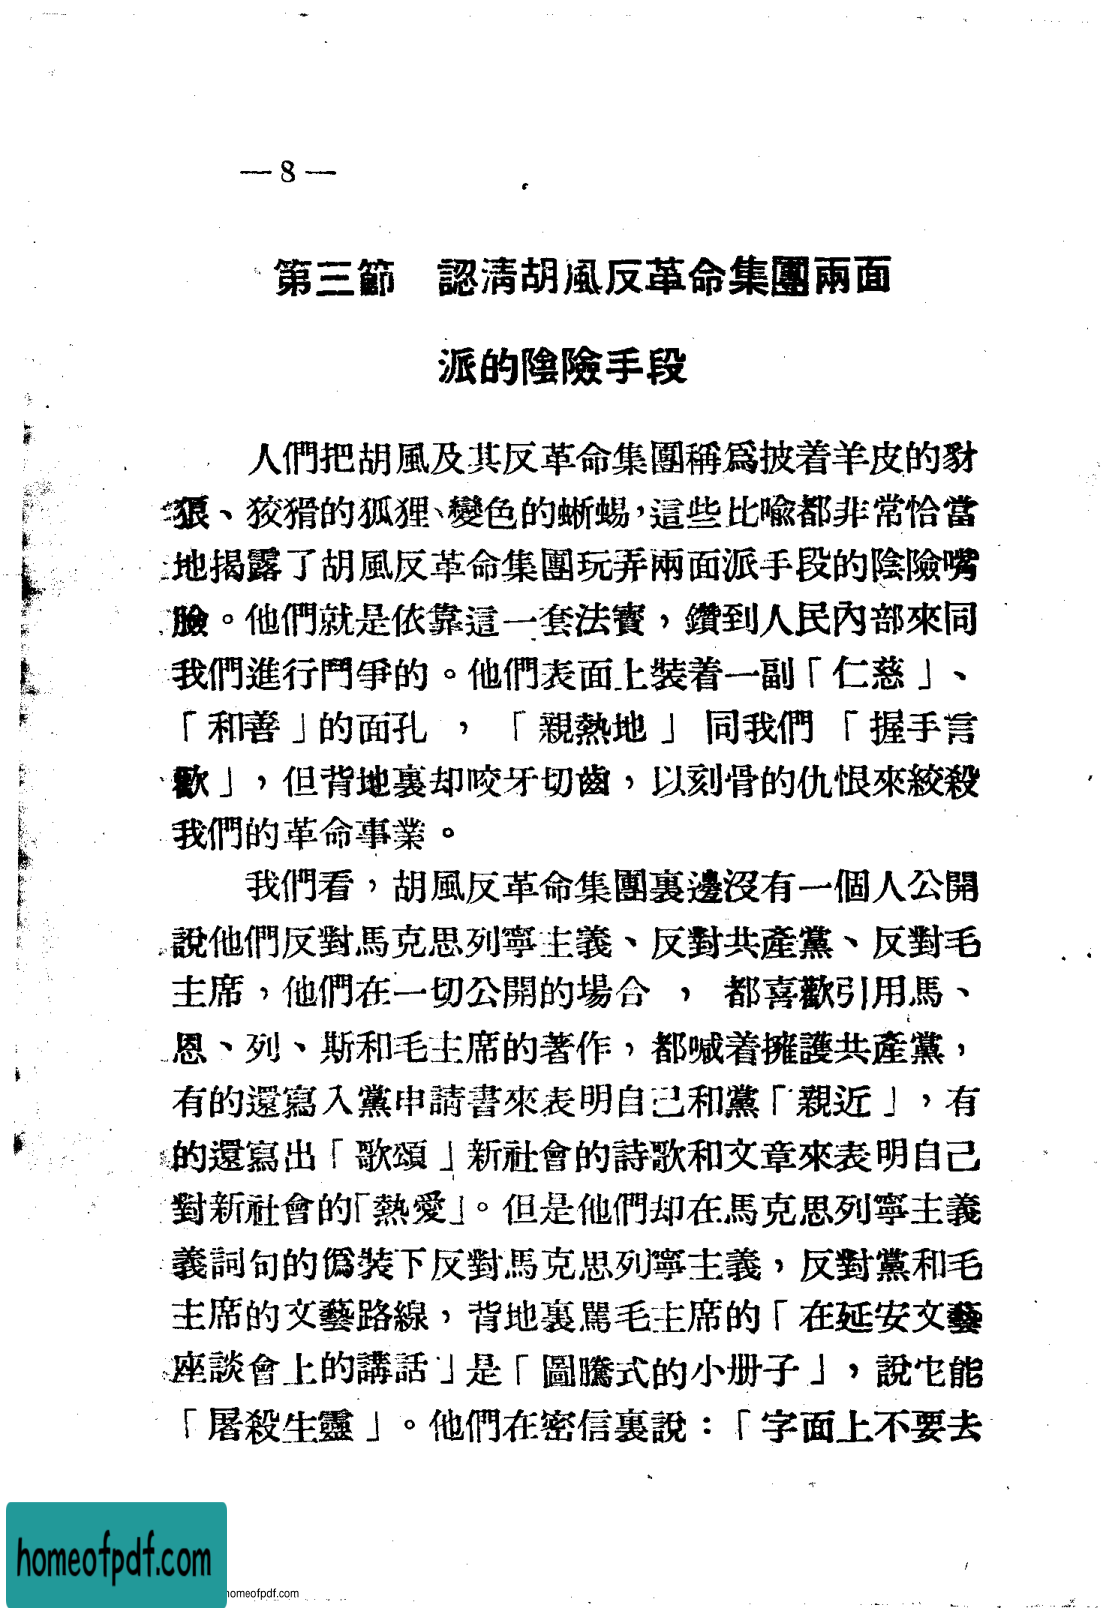 — 8 —
第三節　認清胡風反革命集團兩面
派的陰險手段
人們把胡風及其反革命集團稱爲披着羊皮的豺
狼、狡猾的狐狸、變色的蜥蜴，這些比喩都非常恰當
地揭露了胡風反革命集團玩弄兩面派手段的陰險嘴
臉。他們就是依靠這一套法寶，鑽到人民內部來同
我們進行鬥爭的。他們表面上裝着一副「仁慈」、
「和善」的面孔，「親熱地」同我們「握手言
歡」，但背地裏却咬牙切齒，以刻骨的仇恨來絞殺
我們的革命事業。
我們看，胡風反革命集團裏邊沒有一個人公開
說他們反對馬克思列寧主義、反對共產黨、反對毛
主席，他們在一切公開的場合，都喜歡引用馬、
恩、列、斯和毛主席的著作，都喊着擁護共產黨，
有的還寫入黨申請書來表明自己和黨「親近」，有
的還寫出「歌頌」新社會的詩歌和文章來表明自己
對新社會的「熱愛」。但是他們却在馬克思列寧主義
義詞句的僞裝下反對馬克思列寧主義，反對黨和毛
主席的文藝路線，背地裏罵毛主席的「在延安文藝
座談會上的講話」是「圖騰式的小册子」，說它能
「屠殺生靈」。他們在密信裏說：「字面上不要去
homeofpdf.com
homeofpdf.com